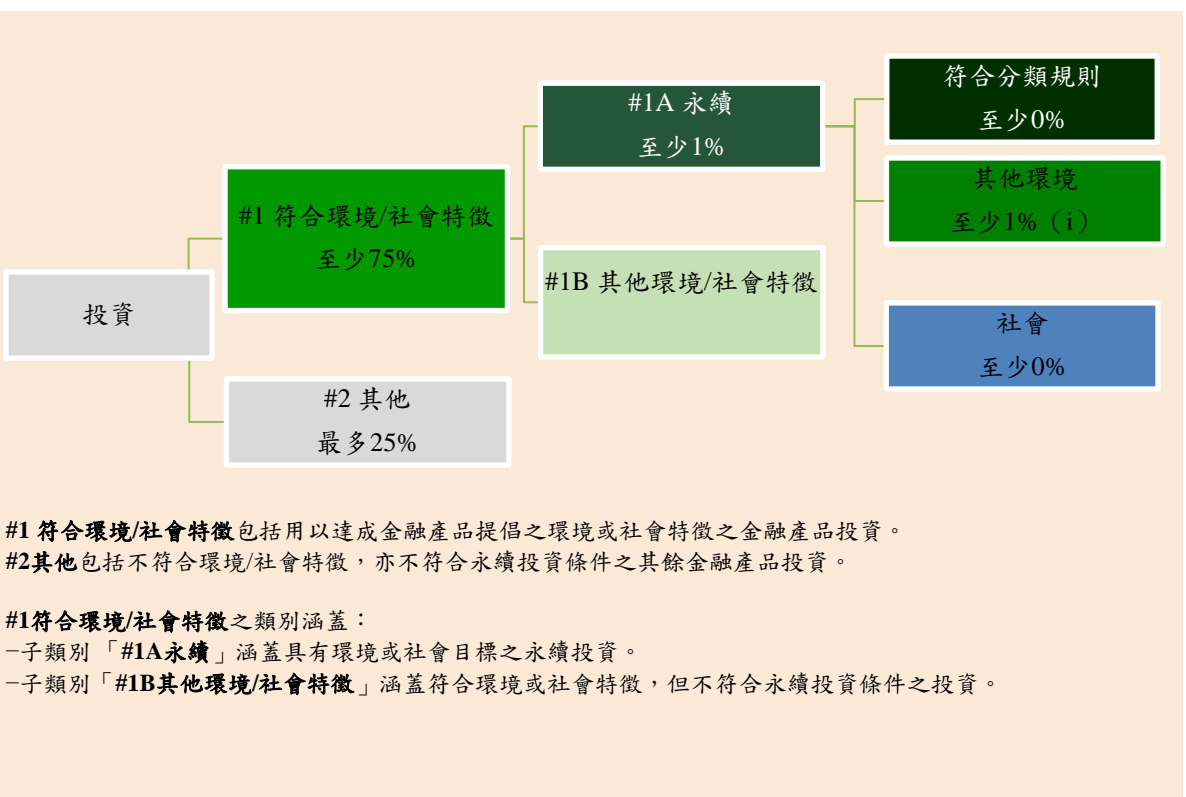 投資
#1 符合環境/社會特徵
至少75%
#2 其他
最多25%
#1A 永續
至少1%
#1B 其他環境/社會特徵
符合分類規則
至少0%
其他環境
至少1%（i）
社會
至少0%
#1 符合環境/社會特徵包括用以達成金融產品提倡之環境或社會特徵之金融產品投資。
#2其他包括不符合環境/社會特徵，亦不符合永續投資條件之其餘金融產品投資。
#1符合環境/社會特徵之類別涵蓋：
−子類別「#1A永續」涵蓋具有環境或社會目標之永續投資。
−子類別「#1B其他環境/社會特徵」涵蓋符合環境或社會特徵，但不符合永續投資條件之投資。